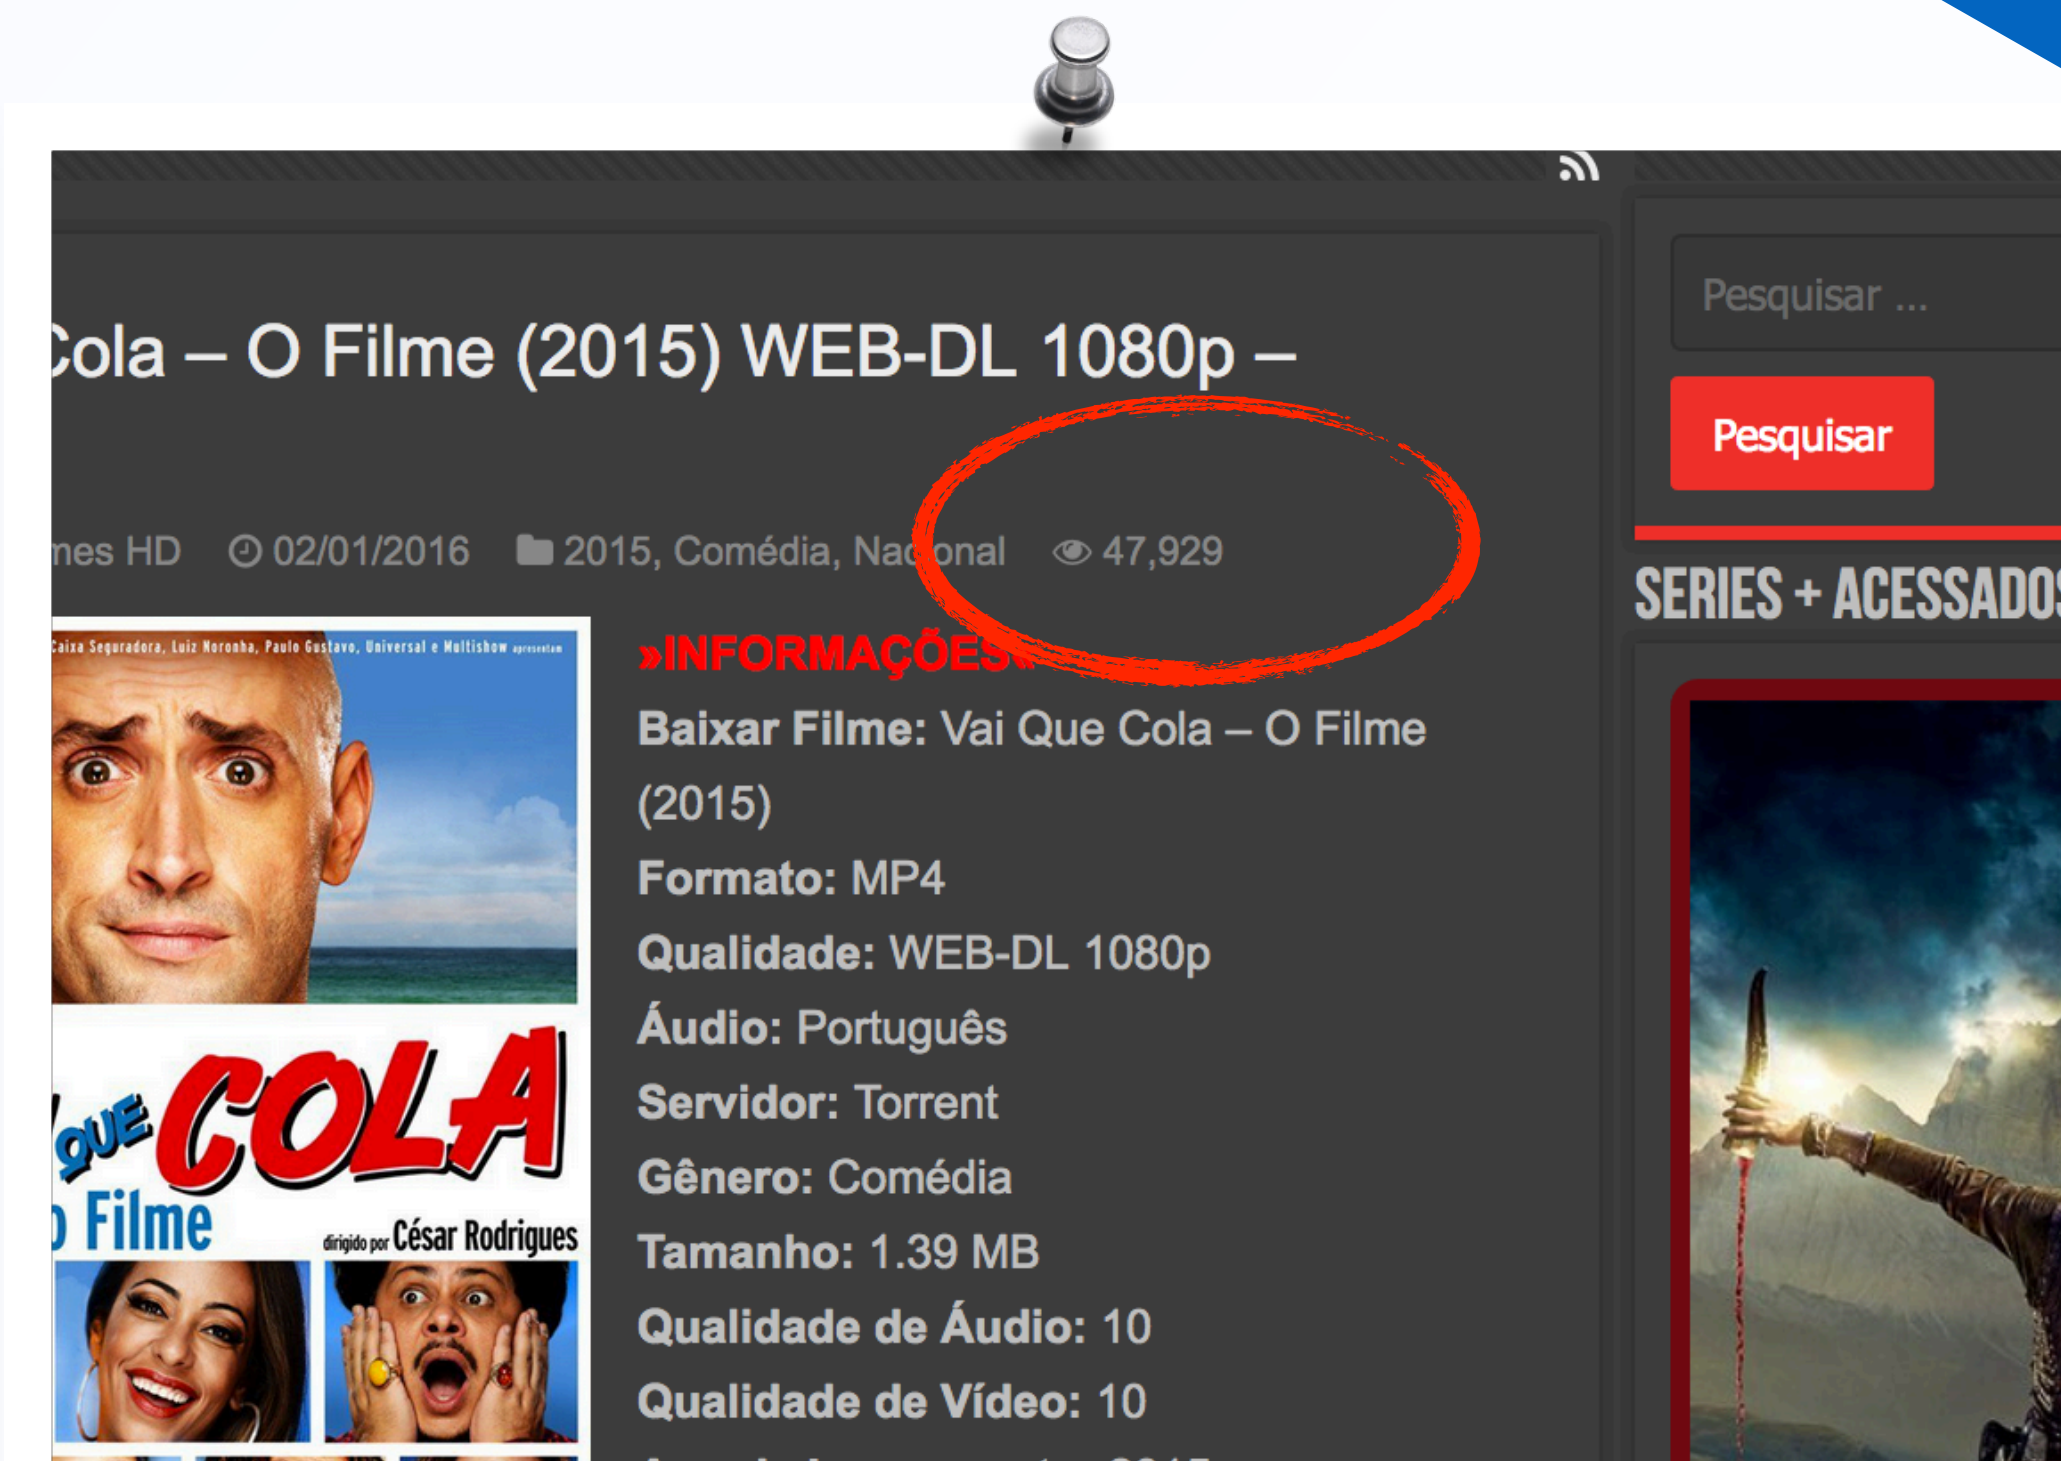 Cola – O Filme (2015) WEB-DL 1080p –
mes HD 02/01/2016 2015, Comédia, Nacional 47,929
Caixa Seguradora, Luiz Noronha, Paulo Gustavo, Universal e Multishow apresentam
QUE COLA
o Filme
dirigido por César Rodrigues
»INFORMAÇÕES«
Baixar Filme: Vai Que Cola – O Filme
(2015)
Formato: MP4
Qualidade: WEB-DL 1080p
Áudio: Português
Servidor: Torrent
Gênero: Comédia
Tamanho: 1.39 MB
Qualidade de Áudio: 10
Qualidade de Vídeo: 10
Pesquisar ...
Pesquisar
SERIES + ACESSADOS